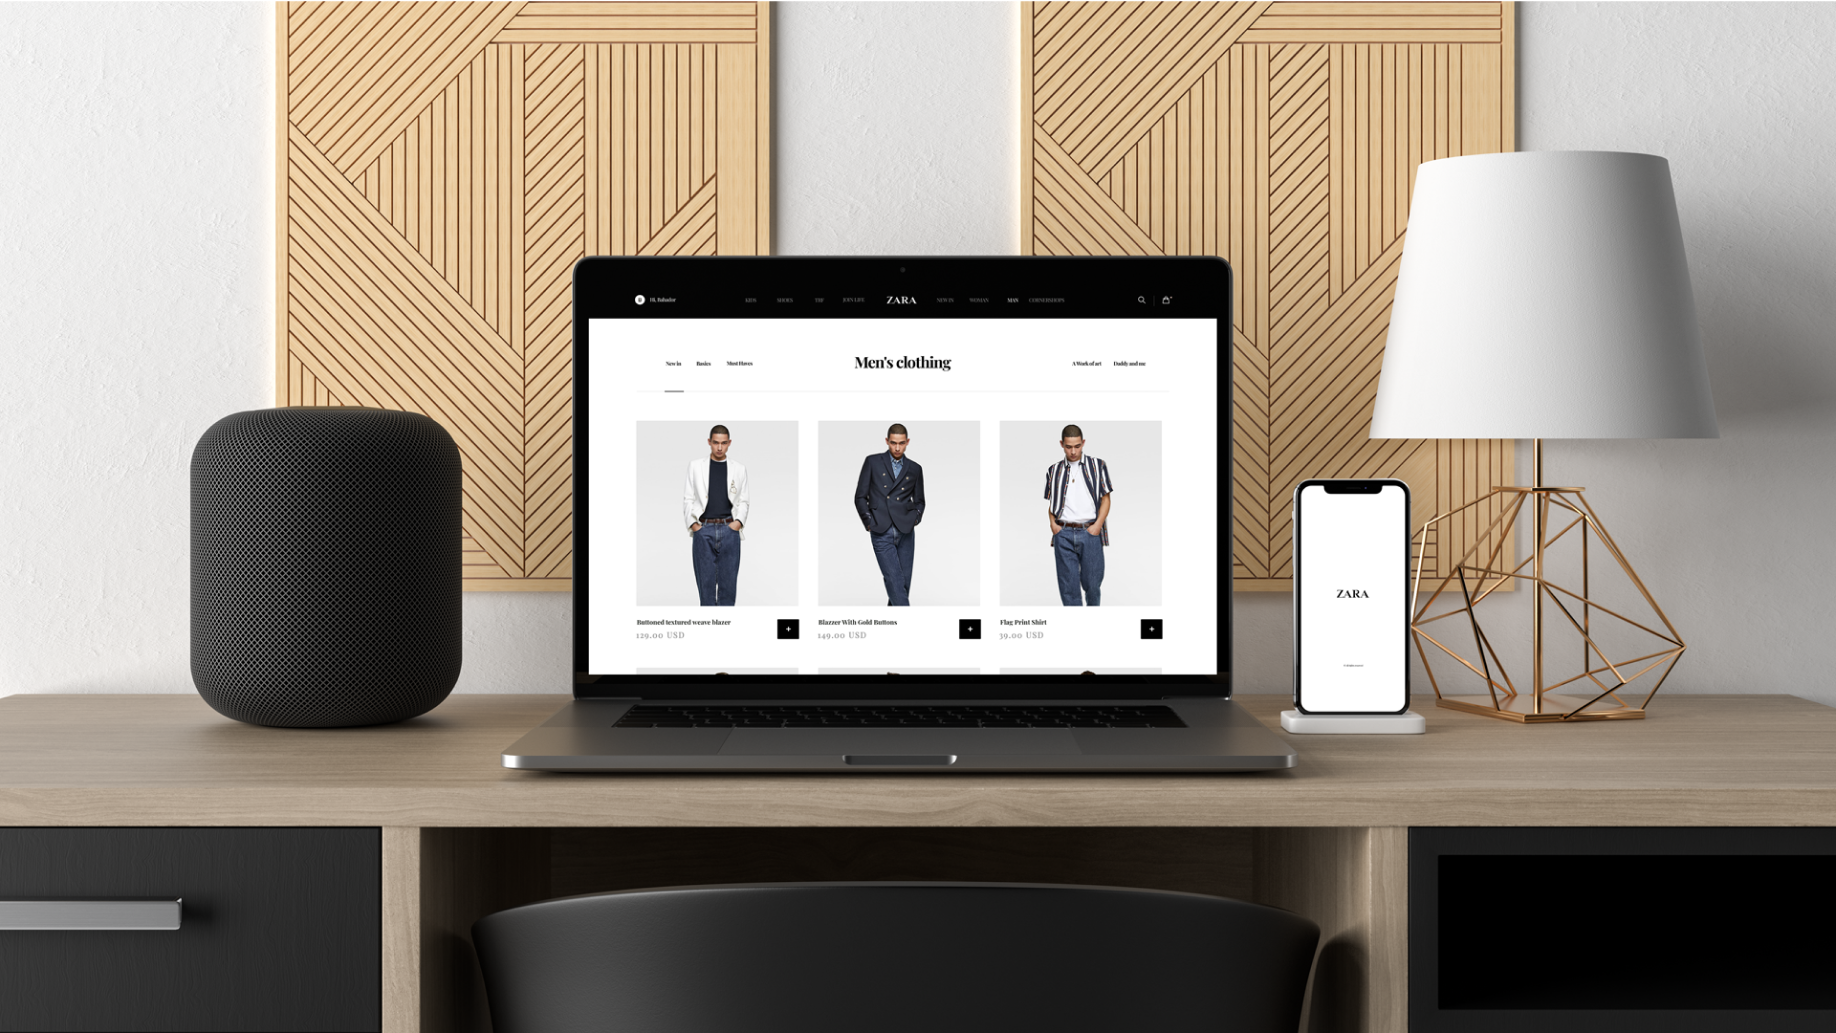 Hi, Bahador
KIDS SHOES TRF JOIN LIFE ZARA NEW IN WOMAN MAN CORNERSHOPS
New in Basics Must Haves Men's clothing A Work of art Daddy and me
Buttoned textured weave blazer
129.00 USD
Blazzer With Gold Buttons
149.00 USD
Flag Print Shirt
39.00 USD
ZARA